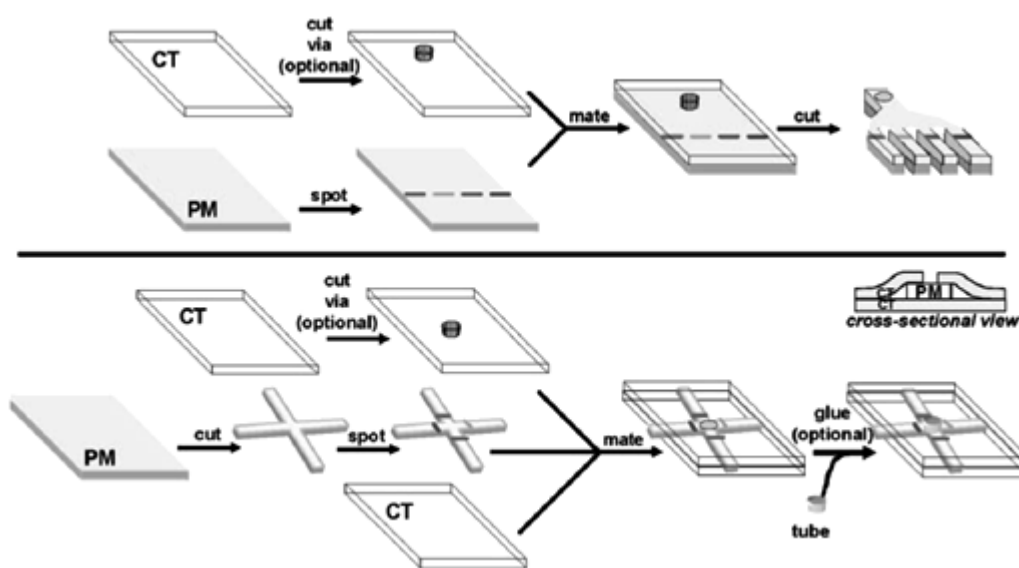 CT
cut
via
(optional)
mate
cut
PM
spot
cut
via
(optional)
CT
CT
PM
CT
cross-sectional view
PM
cut
spot
mate
glue
(optional)
CT
tube